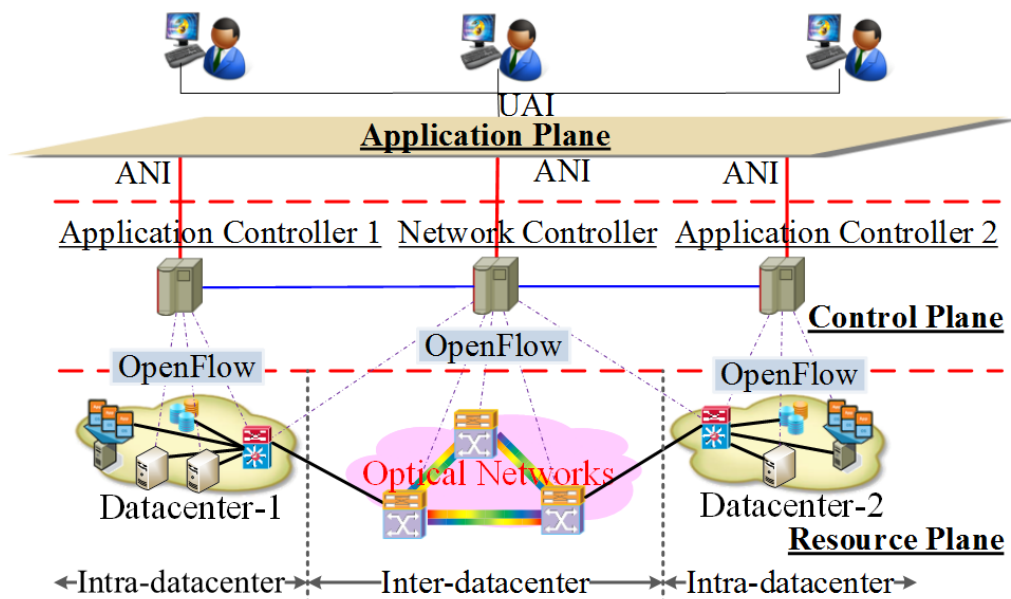 UAI
Application Plane
ANI
ANI
ANI
Application Controller 1
Network Controller
Application Controller 2
Control Plane
OpenFlow
OpenFlow
OpenFlow
Optical Networks
Datacenter-1
Datacenter-2
Resource Plane
Intra-datacenter
Inter-datacenter
Intra-datacenter